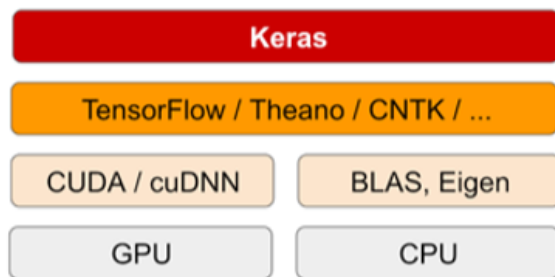 Keras
TensorFlow / Theano / CNTK / ...
CUDA / cuDNN
BLAS, Eigen
GPU
CPU